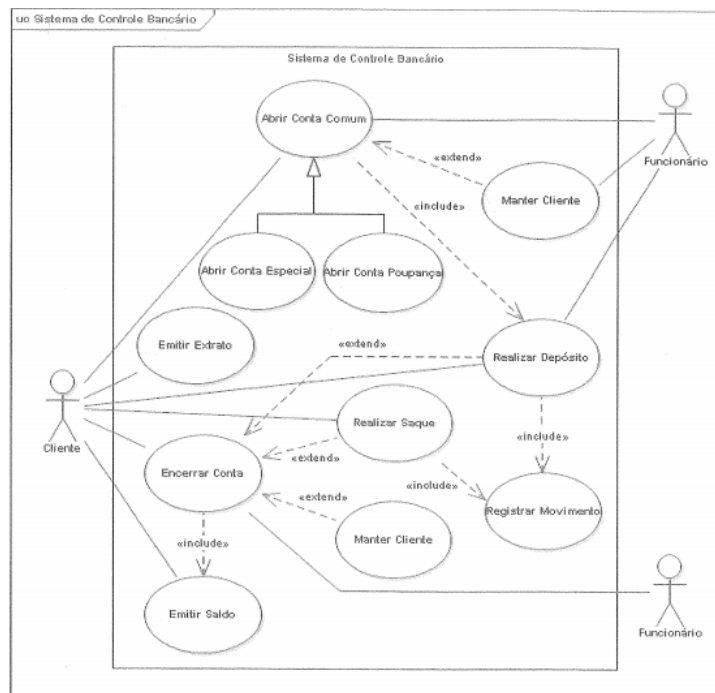 uo Sistema de Controle Bancário
Sistema de Controle Bancário
Abrir Conta Comum
«extend»
Funcionário
«include»
Manter Cliente
Abrir Conta Especial
Abrir Conta Poupança
Emitir Extrato
«extend»
Realizar Depósito
Realizar Saque
Cliente
«extend»
«include»
Encerrar Conta
«include»
«extend»
Registrar Movimento
«include»
Manter Cliente
Emitir Saldo
Funcionário